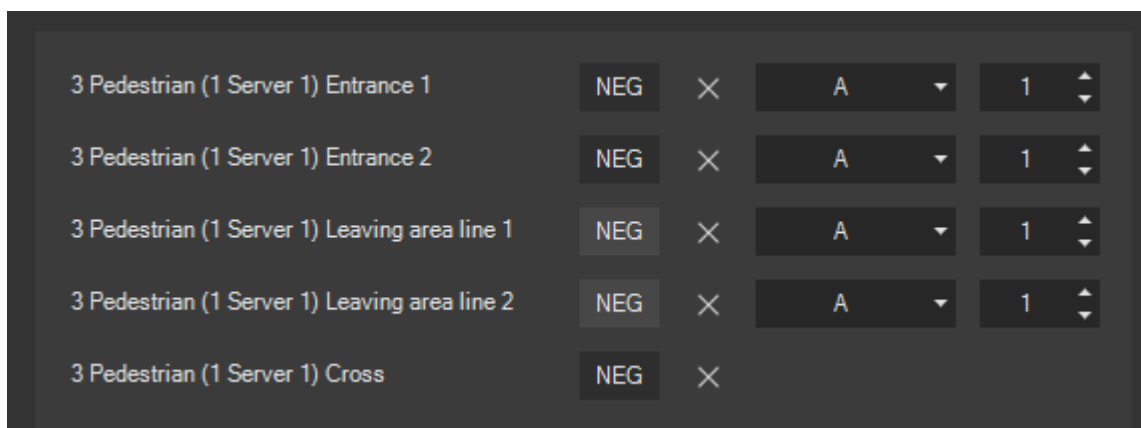 3 Pedestrian (1 Server 1) Entrance 1 NEG A 1
3 Pedestrian (1 Server 1) Entrance 2 NEG A 1
3 Pedestrian (1 Server 1) Leaving area line 1 NEG A 1
3 Pedestrian (1 Server 1) Leaving area line 2 NEG A 1
3 Pedestrian (1 Server 1) Cross NEG